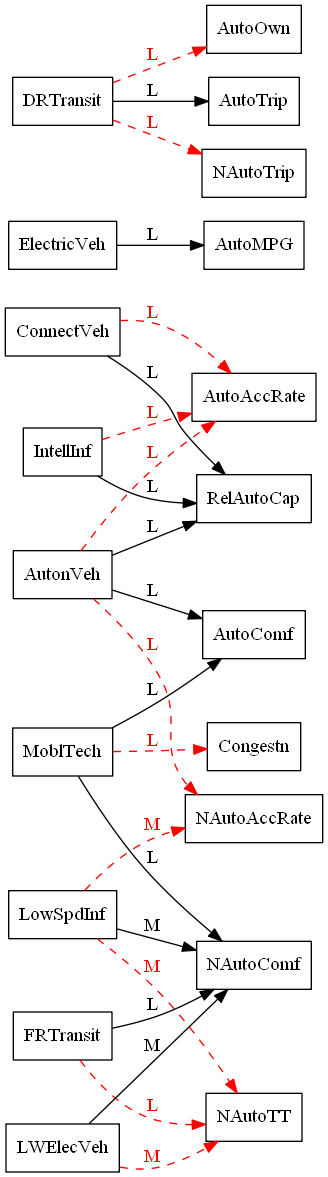 AutoOwn
L
DRTransit
L
AutoTrip
L
NAutoTrip
ElectricVeh
L
AutoMPG
ConnectVeh
L
L
AutoAccRate
IntellInf
L
L
L
RelAutoCap
L
AutonVeh
L
AutoComf
L
L
MoblTech
L
Congestn
NAutoAccRate
M
L
LowSpdInf
M
NAutoComf
M
FRTransit
L
M
L
NAutoTT
LWElecVeh
M